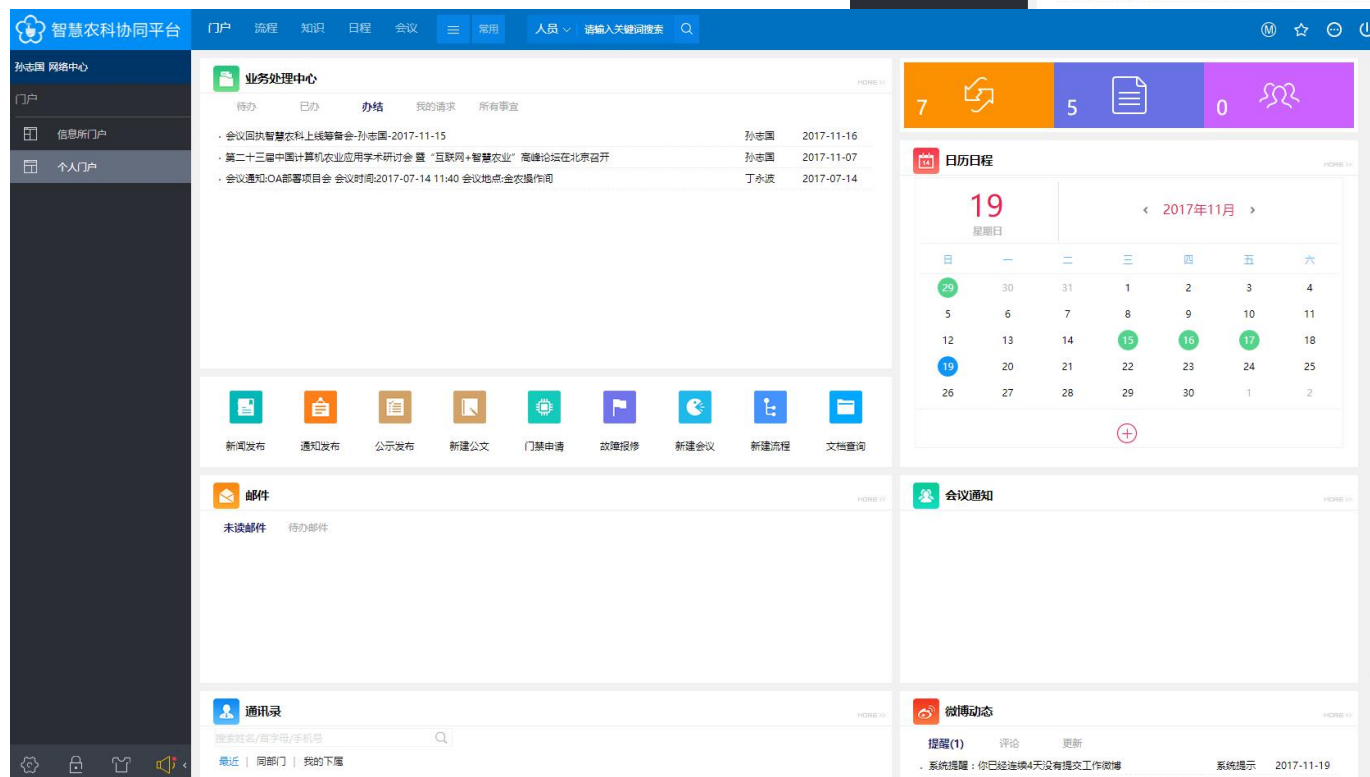 智慧农科协同平台
门户 流程 知识 日程 会议 常用 人员 请输入关键词搜索
孙志国 网络中心
门户
信息所门户
个人门户
业务处理中心 MORE>>
待办 已办 办结 我的请求 所有事宜
· 会议回执智慧农科上线筹备会-孙志国-2017-11-15 孙志国 2017-11-16
· 第二十三届中国计算机农业应用学术研讨会 暨 “互联网+智慧农业” 高峰论坛在北京召开 孙志国 2017-11-07
· 会议通知:OA部署项目会 会议时间:2017-07-14 11:40 会议地点:金农操作间 丁永波 2017-07-14
新闻发布 通知发布 公示发布 新建公文 门禁申请 故障报修 新建会议 新建流程 文档查询
邮件 MORE>>
未读邮件 待办邮件
通讯录 MORE>>
搜索姓名/首字母/手机号
最近 | 同部门 | 我的下属
7 5 0
14
日历日程 MORE>>
19
星期日
‹ 2017年11月 ›
日 一 二 三 四 五 六
29 30 31 1 2 3 4
5 6 7 8 9 10 11
12 13 14 15 16 17 18
19 20 21 22 23 24 25
26 27 28 29 30 1 2
会议通知 MORE>>
微博动态 MORE>>
提醒(1) 评论 更新
. 系统提醒：你已经连续4天没有提交工作微博 系统提示 2017-11-19